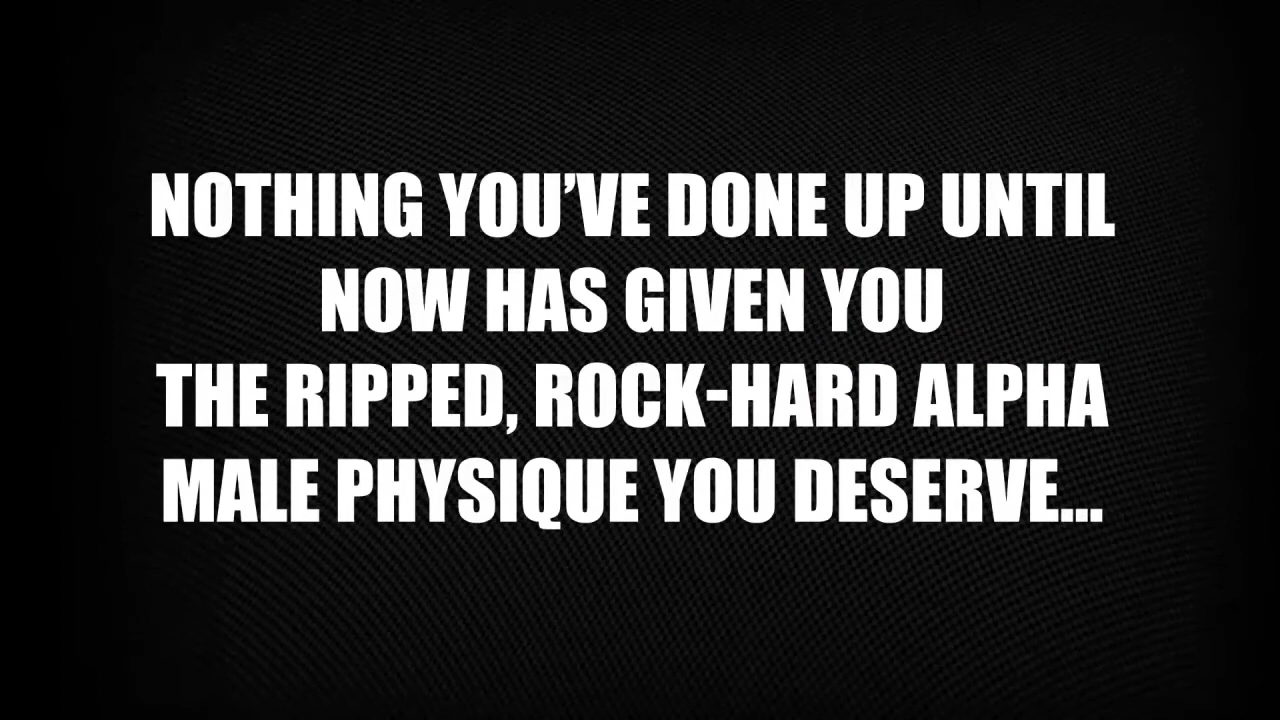 NOTHING YOU’VE DONE UP UNTIL
NOW HAS GIVEN YOU
THE RIPPED, ROCK-HARD ALPHA
MALE PHYSIQUE YOU DESERVE...